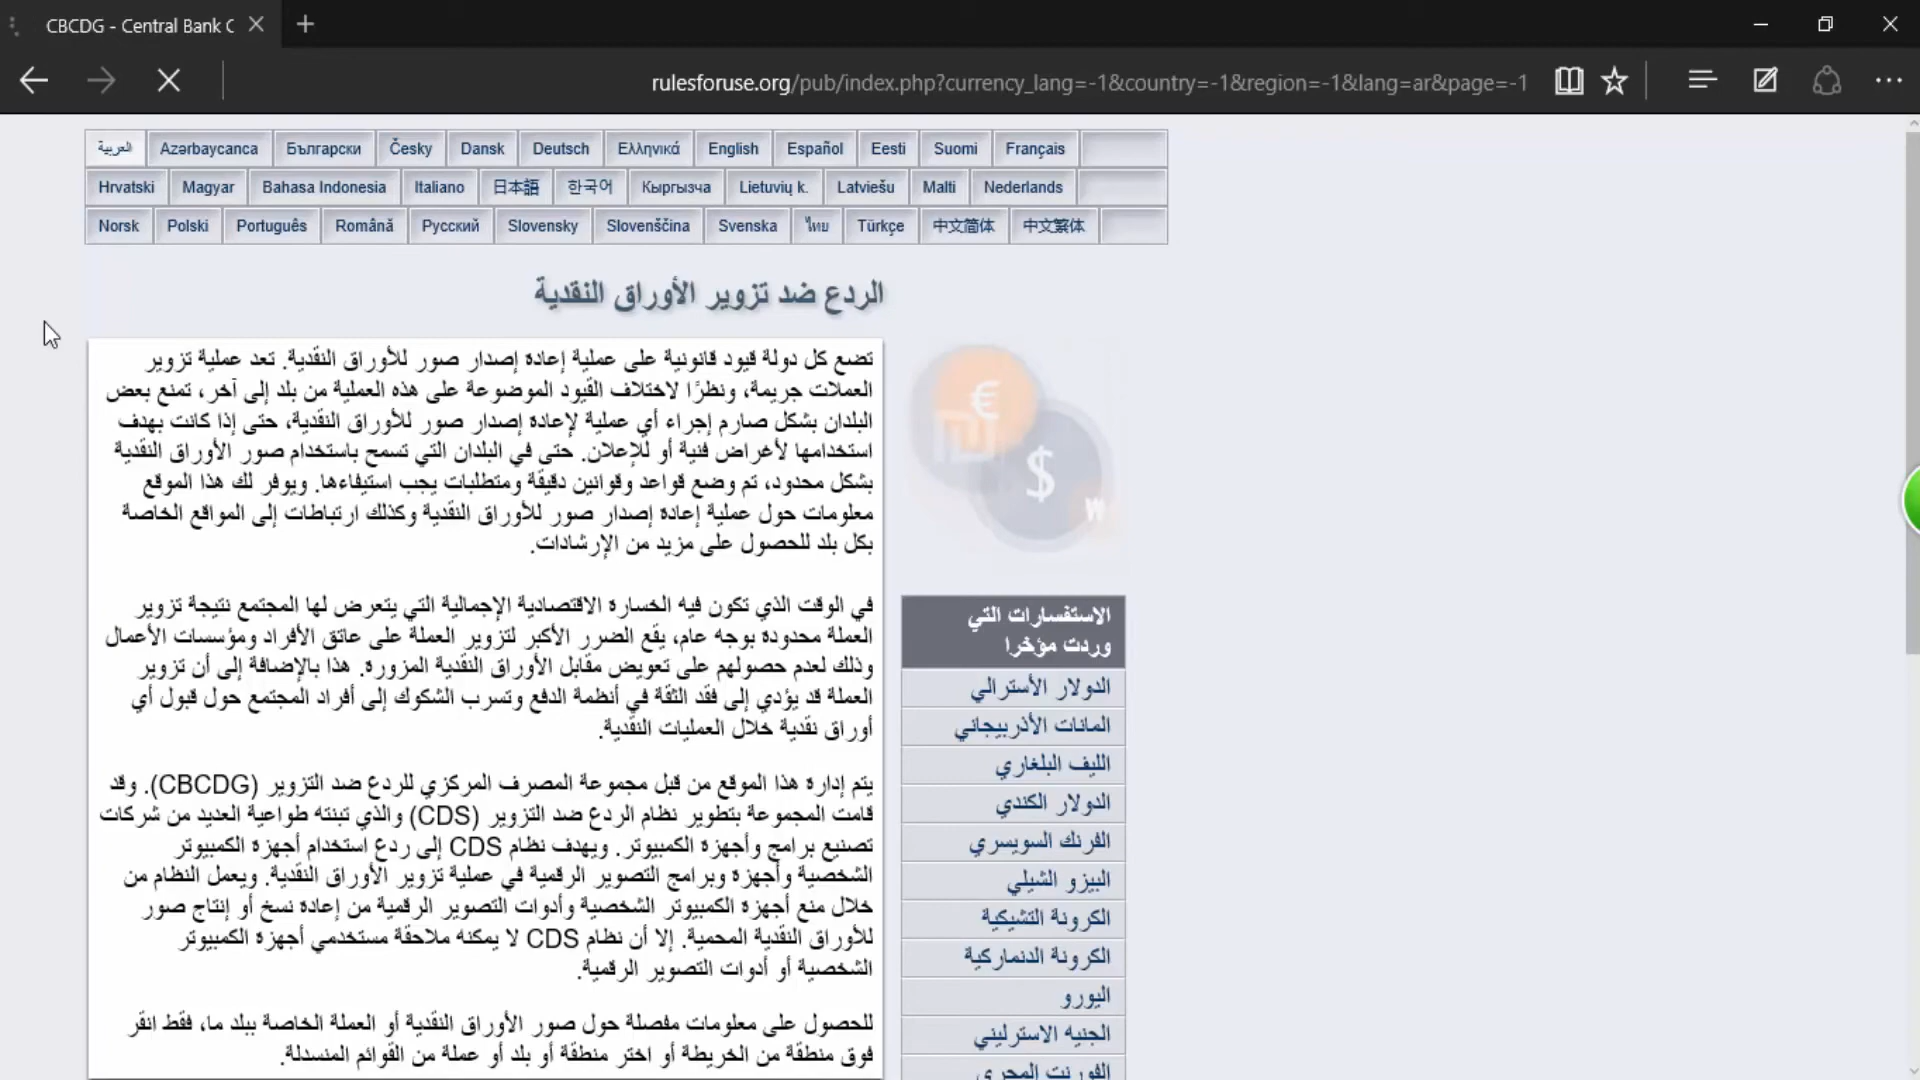 CBCDG - Central Bank C
rulesforuse.org/pub/index.php?currency_lang=-1&country=-1&region=-1&lang=ar&page=-1
العربية Azərbaycanca Български Česky Dansk Deutsch Ελληνικά English Español Eesti Suomi Français
Hrvatski Magyar Bahasa Indonesia Italiano 日本語 한국어 Кыргызча Lietuvių k. Latviešu Malti Nederlands
Norsk Polski Português Română Русский Slovensky Slovenščina Svenska ไทย Türkçe 中文简体 中文繁体
الردع ضد تزوير الأوراق النقدية
تضع كل دولة قيود قانونية على عملية إعادة إصدار صور للأوراق النقدية. تعد عملية تزوير
العملات جريمة، ونظرًا لاختلاف القيود الموضوعة على هذه العملية من بلد إلى آخر، تمنع بعض
البلدان بشكل صارم إجراء أي عملية لإعادة إصدار صور للأوراق النقدية، حتى إذا كانت بهدف
استخدامها لأغراض فنية أو للإعلان. حتى في البلدان التي تسمح باستخدام صور الأوراق النقدية
بشكل محدود، تم وضع قواعد وقوانين دقيقة ومتطلبات يجب استيفاءها. ويوفر لك هذا الموقع
معلومات حول عملية إعادة إصدار صور للأوراق النقدية وكذلك ارتباطات إلى المواقع الخاصة
بكل بلد للحصول على مزيد من الإرشادات.
في الوقت الذي تكون فيه الخسارة الاقتصادية الإجمالية التي يتعرض لها المجتمع نتيجة تزوير
العملة محدودة بوجه عام، يقع الضرر الأكبر لتزوير العملة على عاتق الأفراد ومؤسسات الأعمال
وذلك لعدم حصولهم على تعويض مقابل الأوراق النقدية المزورة. هذا بالإضافة إلى أن تزوير
العملة قد يؤدي إلى فقد الثقة في أنظمة الدفع وتسرب الشكوك إلى أفراد المجتمع حول قبول أي
أوراق نقدية خلال العمليات النقدية.
يتم إدارة هذا الموقع من قبل مجموعة المصرف المركزي للردع ضد التزوير (CBCDG). وقد
قامت المجموعة بتطوير نظام الردع ضد التزوير (CDS) والذي تبنته طواعية العديد من شركات
تصنيع برامج وأجهزة الكمبيوتر. ويهدف نظام CDS إلى ردع استخدام أجهزة الكمبيوتر
الشخصية وأجهزة وبرامج التصوير الرقمية في عملية تزوير الأوراق النقدية. ويعمل النظام من
خلال منع أجهزة الكمبيوتر الشخصية وأدوات التصوير الرقمية من إعادة نسخ أو إنتاج صور
للأوراق النقدية المحمية. إلا أن نظام CDS لا يمكنه ملاحقة مستخدمي أجهزة الكمبيوتر
الشخصية أو أدوات التصوير الرقمية.
للحصول على معلومات مفصلة حول صور الأوراق النقدية أو العملة الخاصة ببلد ما، فقط انقر
فوق منطقة من الخريطة أو اختر منطقة أو بلد أو عملة من القوائم المنسدلة.
€
$
₩
الاستفسارات التي
وردت مؤخرا
الدولار الأسترالي
المانات الأذربيجاني
الليف البلغاري
الدولار الكندي
الفرنك السويسري
البيزو الشيلي
الكرونة التشيكية
الكرونة الدنماركية
اليورو
الجنيه الاسترليني
الفورنت المجري